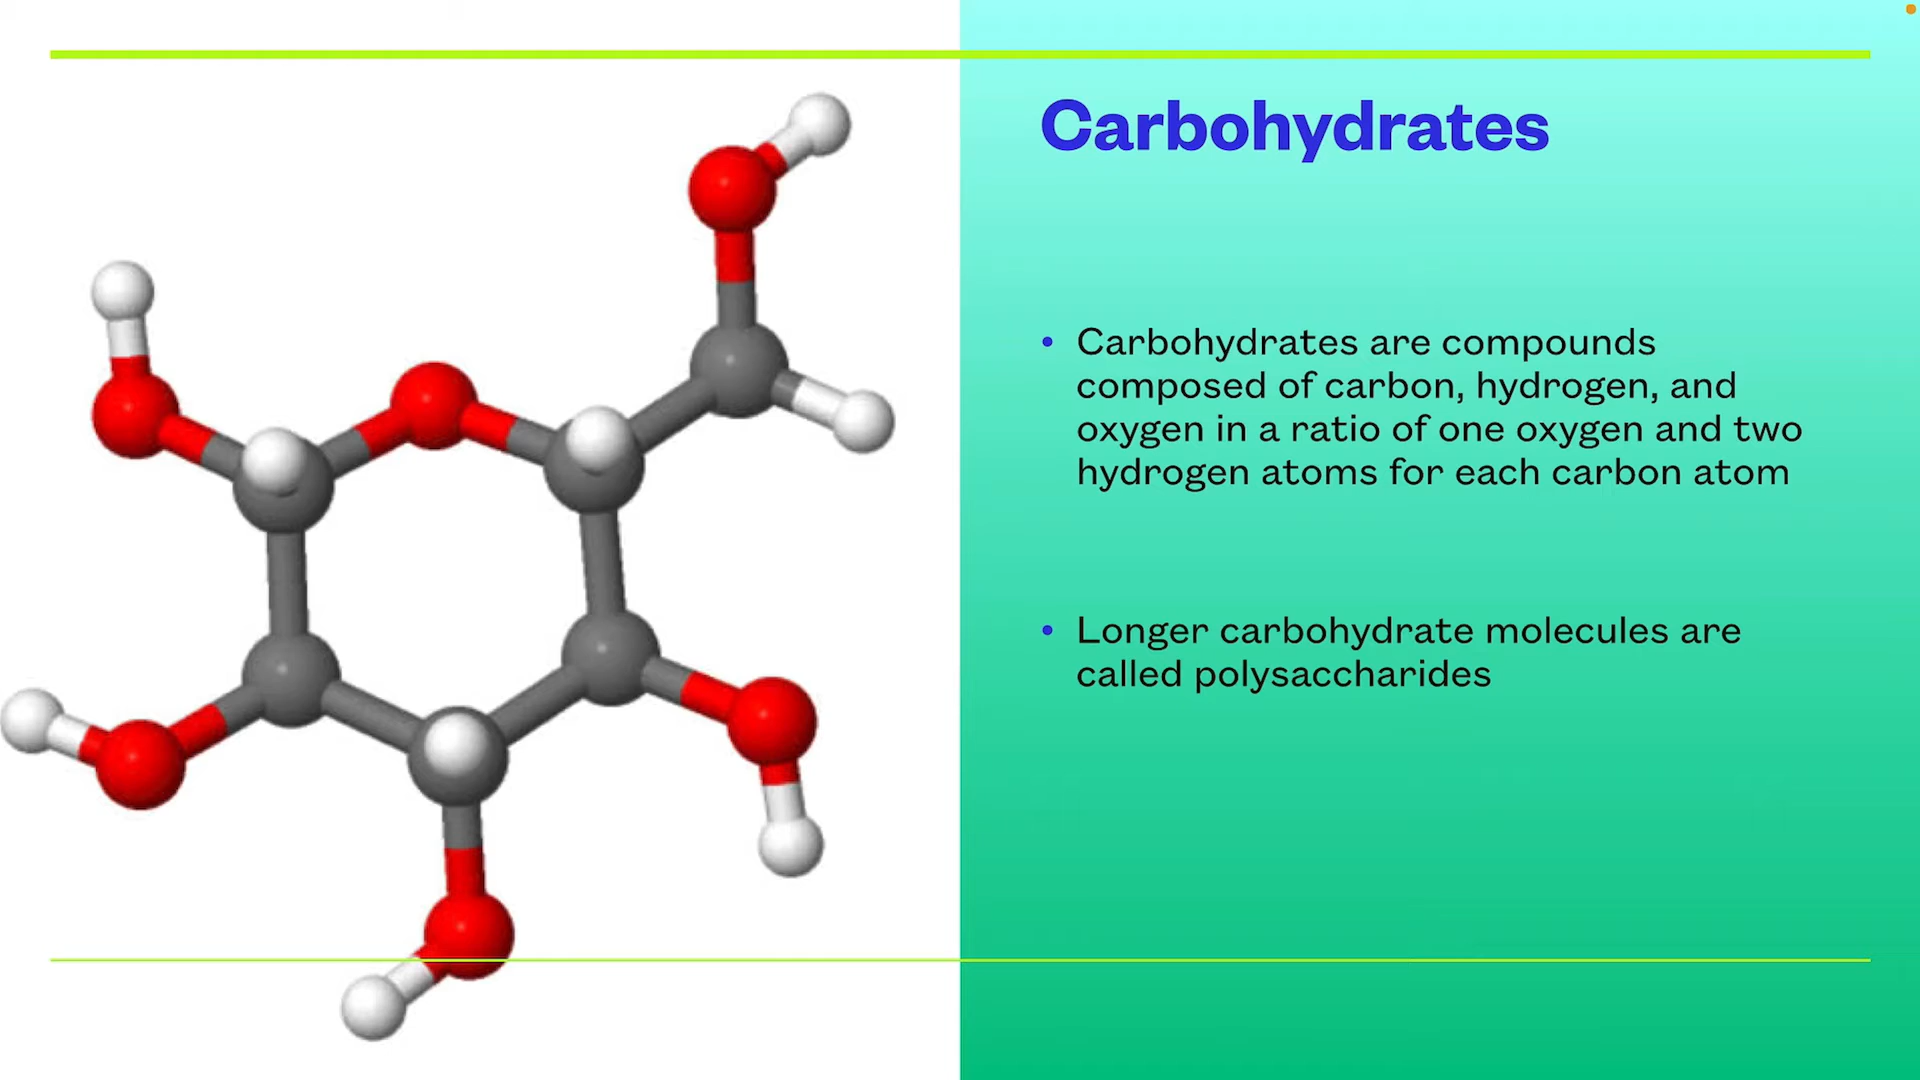 Carbohydrates
• Carbohydrates are compounds
composed of carbon, hydrogen, and
oxygen in a ratio of one oxygen and two
hydrogen atoms for each carbon atom
• Longer carbohydrate molecules are
called polysaccharides